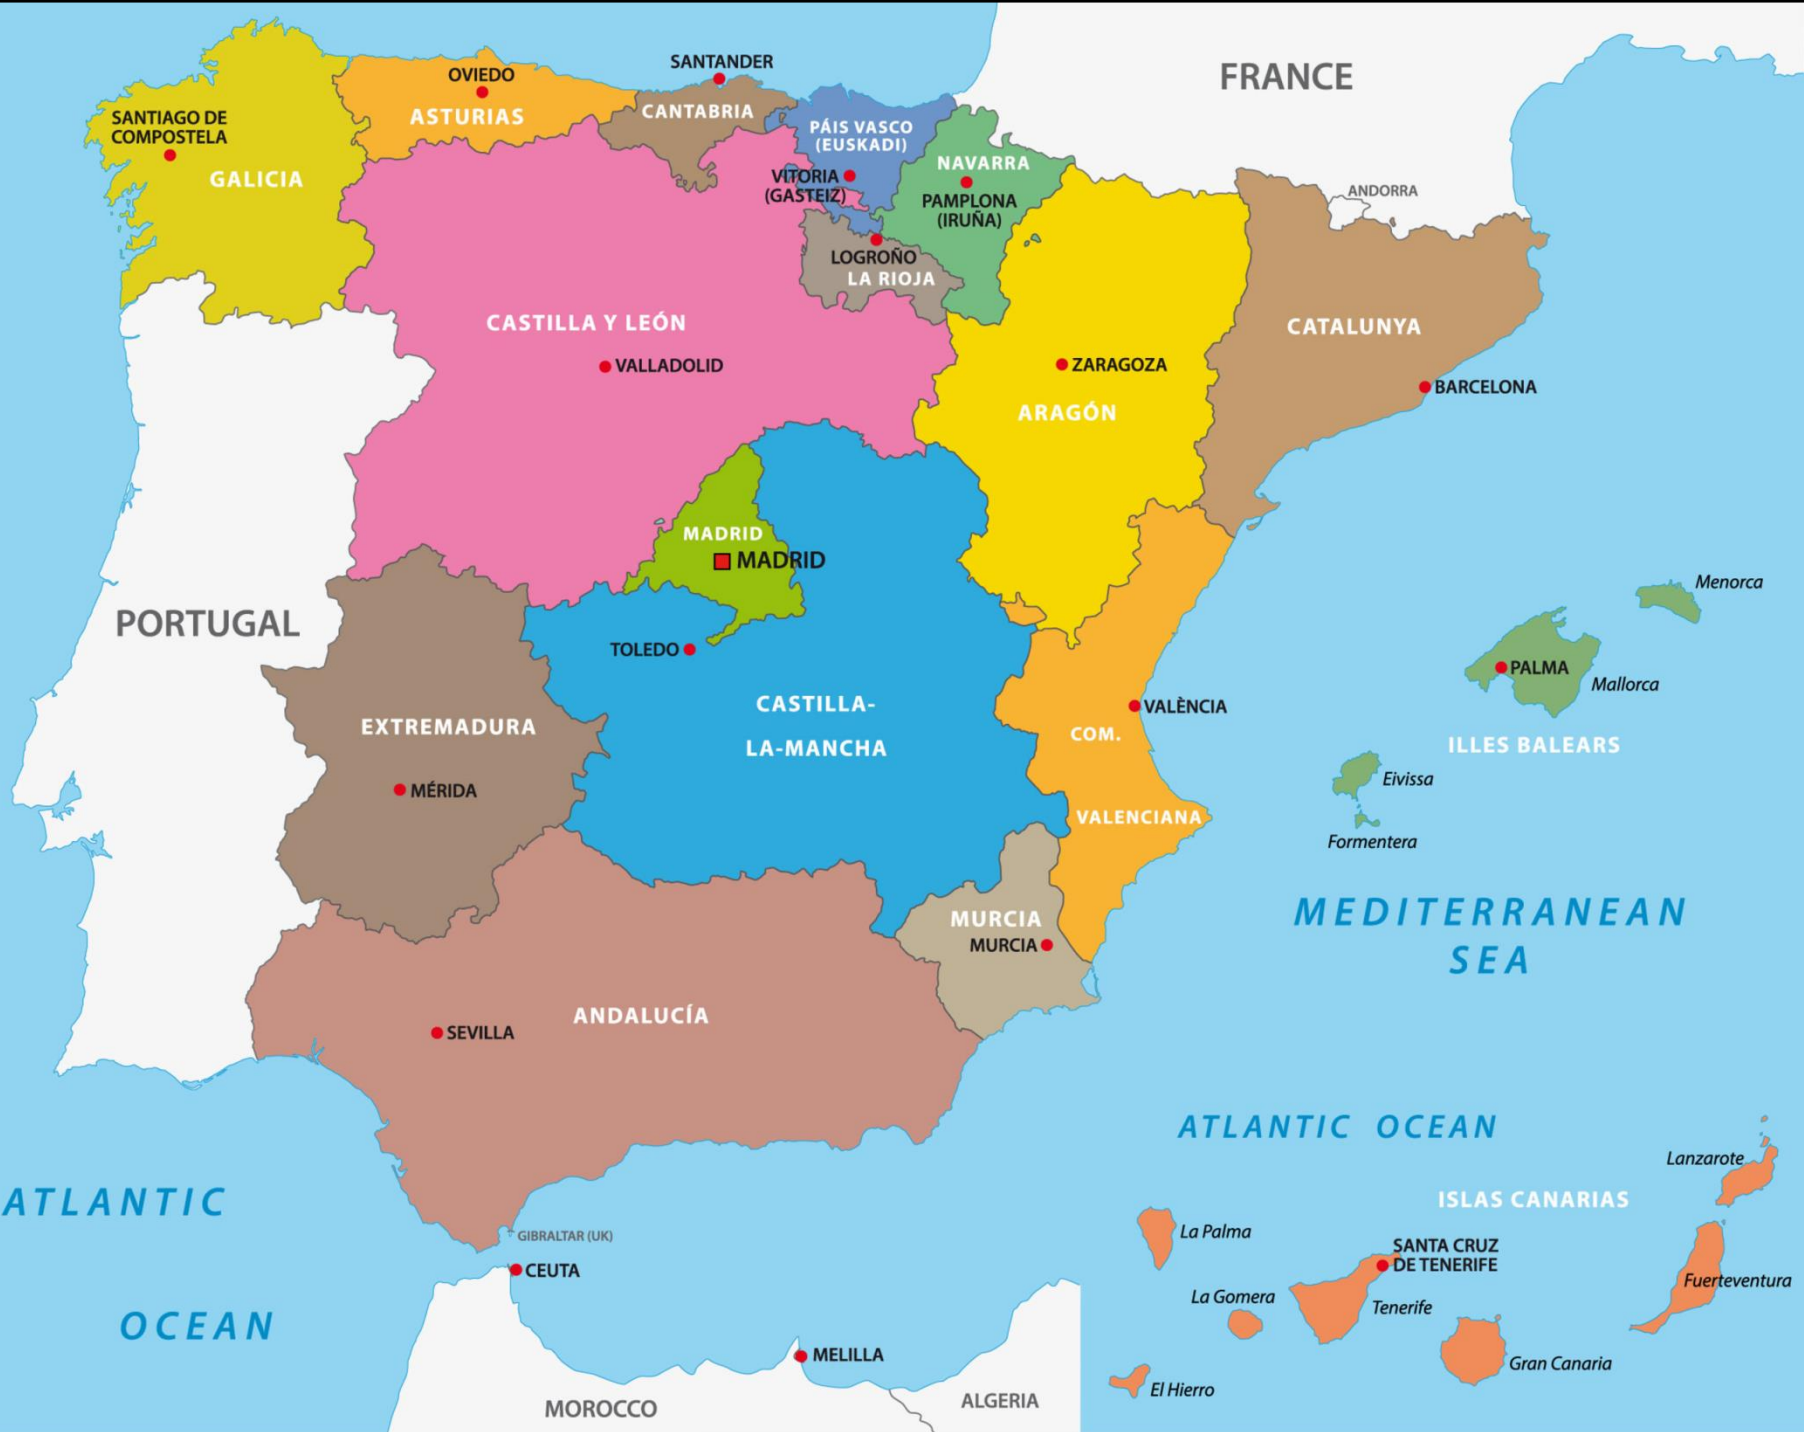 FRANCE
SANTANDER
OVIEDO
ASTURIAS
CANTABRIA
SANTIAGO DE
COMPOSTELA
GALICIA
PÁIS VASCO
(EUSKADI)
VITORIA
(GASTEIZ)
NAVARRA
PAMPLONA
(IRUÑA)
ANDORRA
LOGROÑO
LA RIOJA
CASTILLA Y LEÓN
VALLADOLID
ZARAGOZA
ARAGÓN
CATALUNYA
BARCELONA
MADRID
MADRID
PORTUGAL
TOLEDO
CASTILLA-
LA-MANCHA
EXTREMADURA
MÉRIDA
VALÈNCIA
COM.
VALENCIANA
Menorca
PALMA
Mallorca
ILLES BALEARS
Eivissa
Formentera
MURCIA
MURCIA
MEDITERRANEAN
SEA
ANDALUCÍA
SEVILLA
ATLANTIC
OCEAN
GIBRALTAR (UK)
CEUTA
MELILLA
MOROCCO
ALGERIA
ATLANTIC OCEAN
Lanzarote
ISLAS CANARIAS
La Palma
SANTA CRUZ
DE TENERIFE
Fuerteventura
La Gomera
Tenerife
Gran Canaria
El Hierro